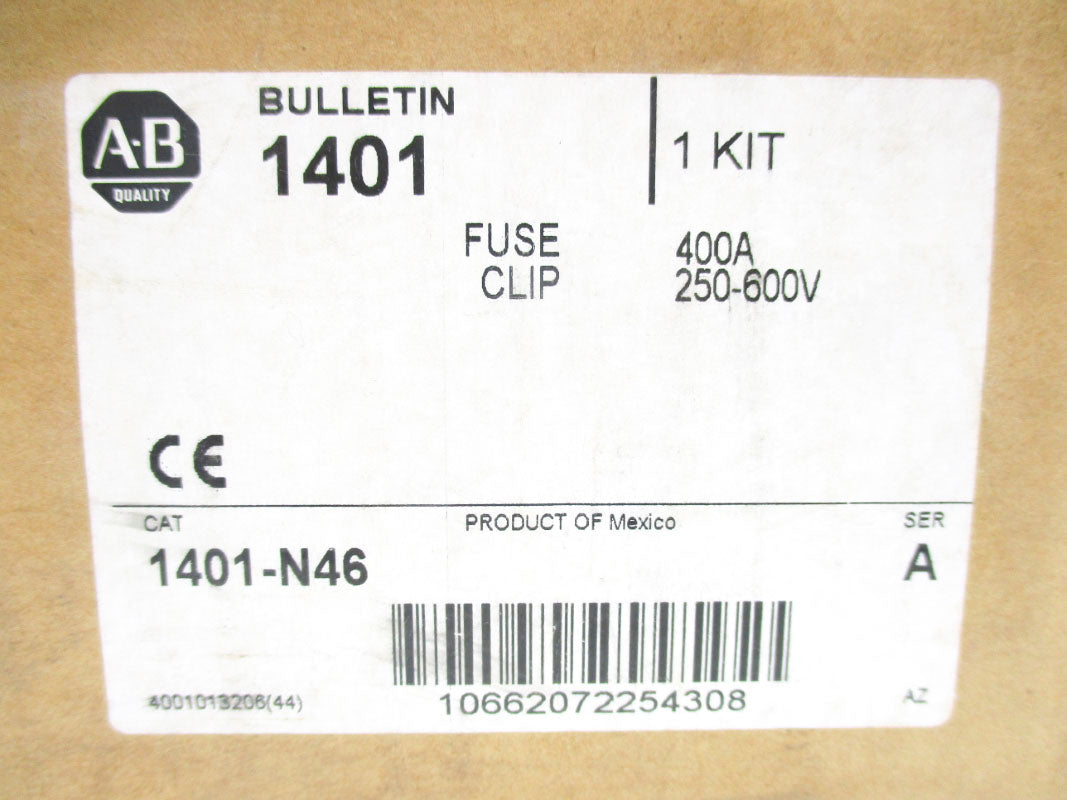 A-B
QUALITY
BULLETIN
1401
1 KIT
FUSE
CLIP
400A
250-600V
CE
CAT
PRODUCT OF Mexico
SER
1401-N46
A
4001013206(44)
10662072254308
AZ